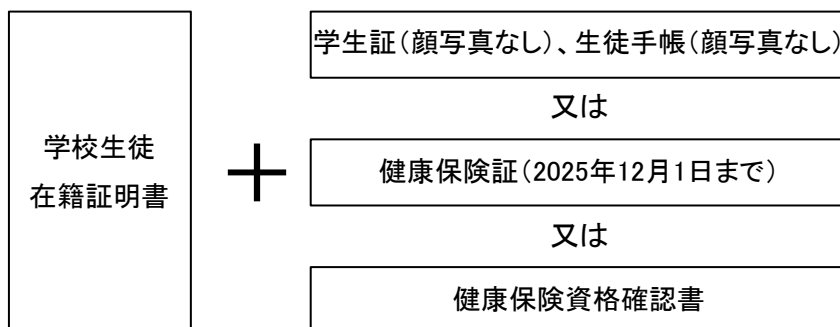 学校生徒
在籍証明書
+
学生証(顔写真なし)、生徒手帳(顔写真なし)
又は
健康保険証(2025年12月1日まで)
又は
健康保険資格確認書